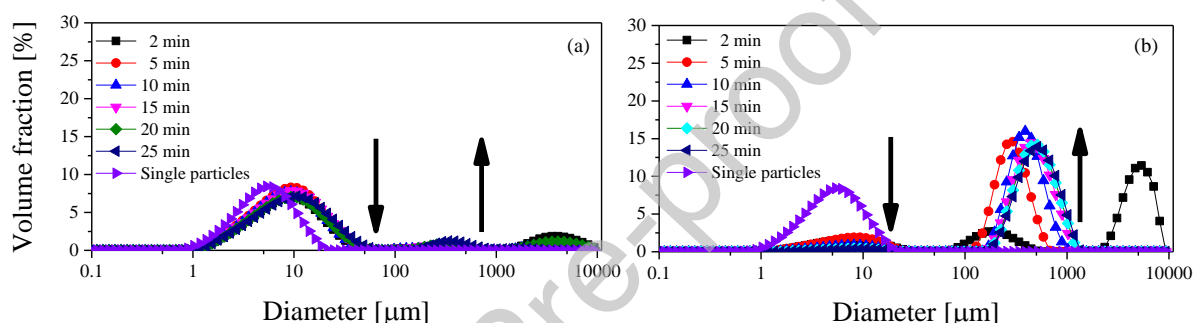 30
25
20
15
10
5
0
Volume fraction [%]
2 min
5 min
10 min
15 min
20 min
25 min
Single particles
(a)
0.1 1 10 100 1000 10000
Diameter [μm]
30
25
20
15
10
5
0
2 min
5 min
10 min
15 min
20 min
25 min
Single particles
(b)
0.1 1 10 100 1000 10000
Diameter [μm]
re-proof